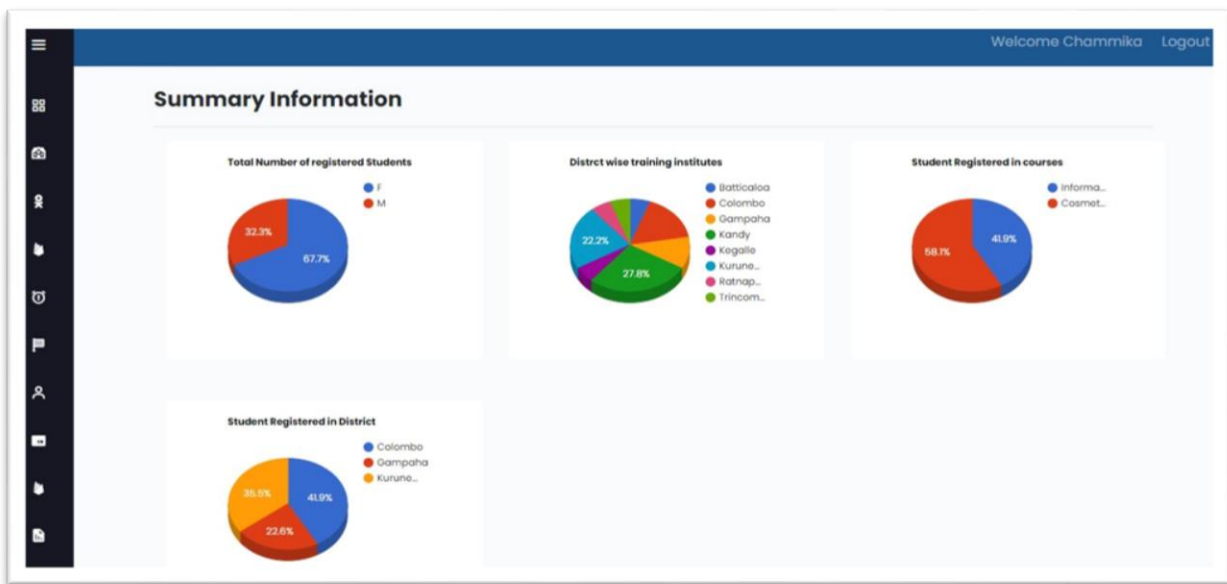 Welcome Chammika Logout
Summary Information
Total Number of registered Students
F
M
32.3%
67.7%
Distrct wise training institutes
Batticaloa
Colombo
Gampaha
Kandy
Kegalle
Kurune...
Ratnap...
Trincom...
22.2%
27.8%
Student Registered in courses
Informa...
Cosmet...
58.1%
41.9%
Student Registered in District
Colombo
Gampaha
Kurune...
35.5%
41.9%
22.6%